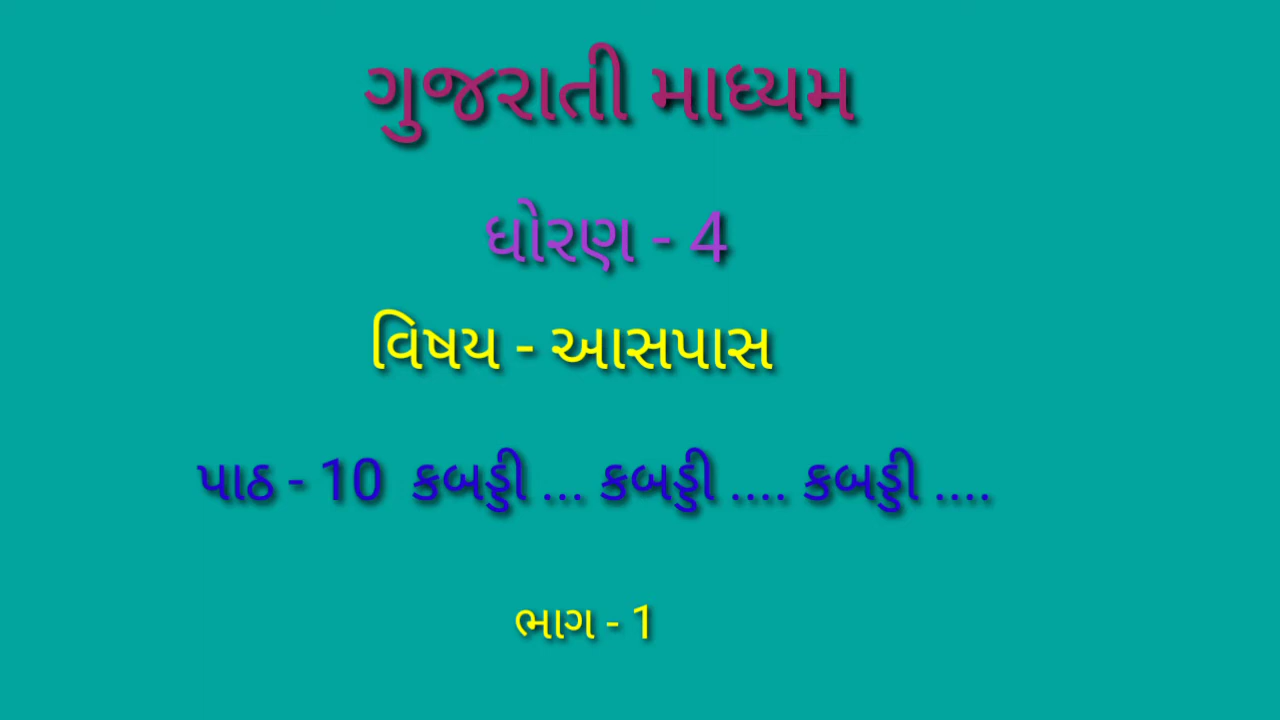 ગુજરાતી માધ્યમ
ધોરણ - 4
વિષય - આસપાસ
પાઠ - 10 કબડ્ડી ... કબડ્ડી .... કબડ્ડી ....
ભાગ - 1